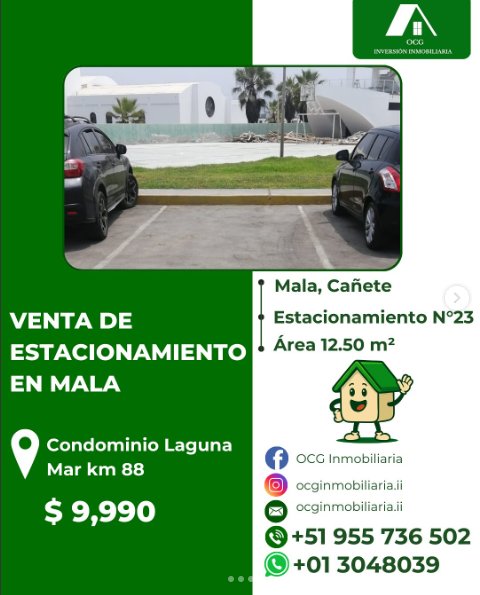 OCG
INVERSIÓN INMOBILIARIA
VENTA DE
ESTACIONAMIENTO
EN MALA
Condominio Laguna
Mar km 88
$ 9,990
Mala, Cañete
Estacionamiento N°23
Área 12.50 m²
OCG Inmobiliaria
ocginmobiliaria.ii
ocginmobiliaria.ii
+51 955 736 502
+01 3048039